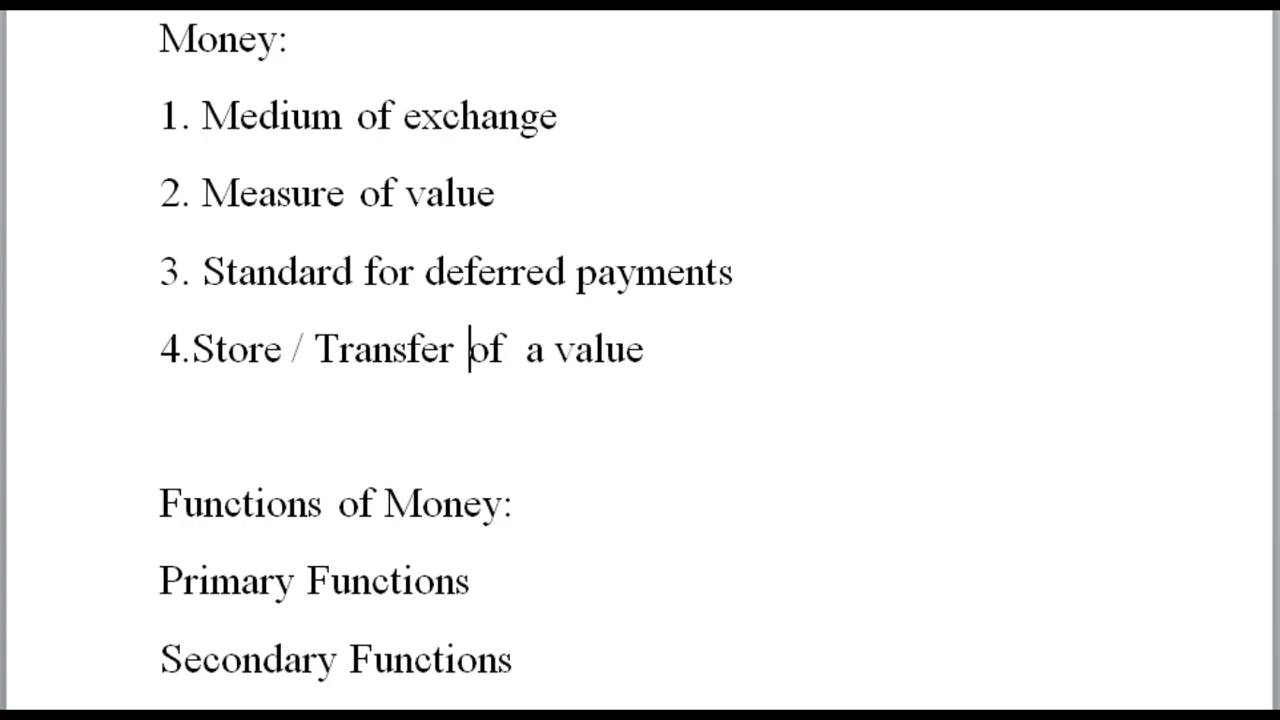 Money:
1. Medium of exchange
2. Measure of value
3. Standard for deferred payments
4.Store / Transfer of  a value
Functions of Money:
Primary Functions
Secondary Functions